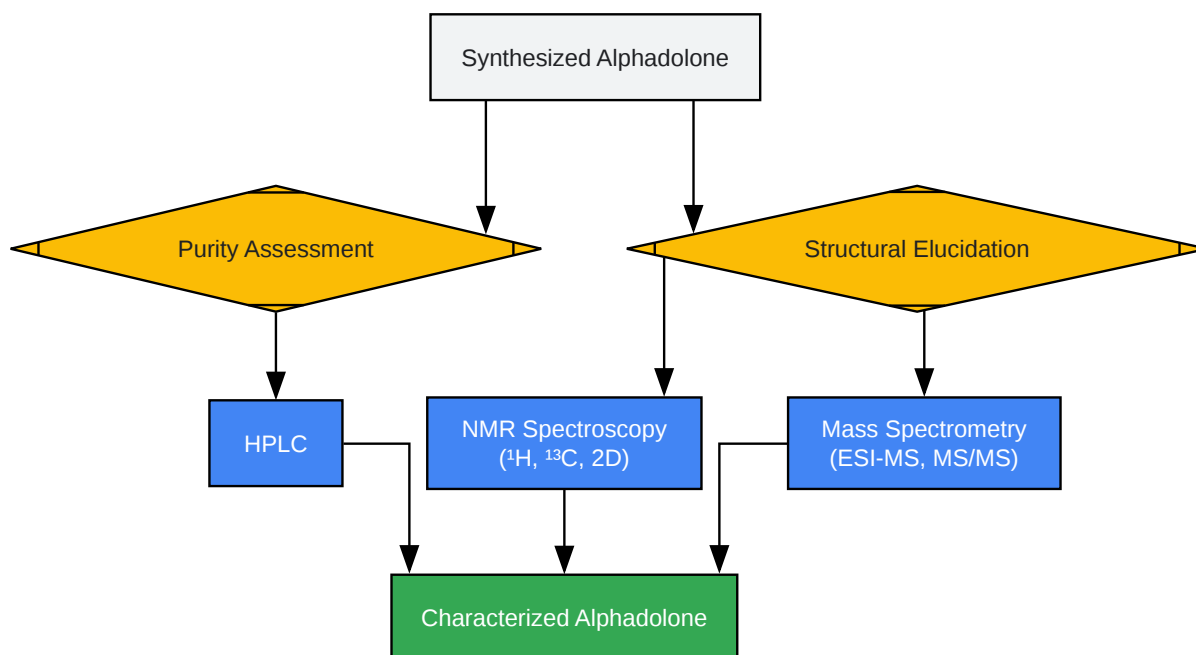 Synthesized Alphadolone
Purity Assessment
Structural Elucidation
HPLC
NMR Spectroscopy
(¹H, ¹³C, 2D)
Mass Spectrometry
(ESI-MS, MS/MS)
Characterized Alphadolone